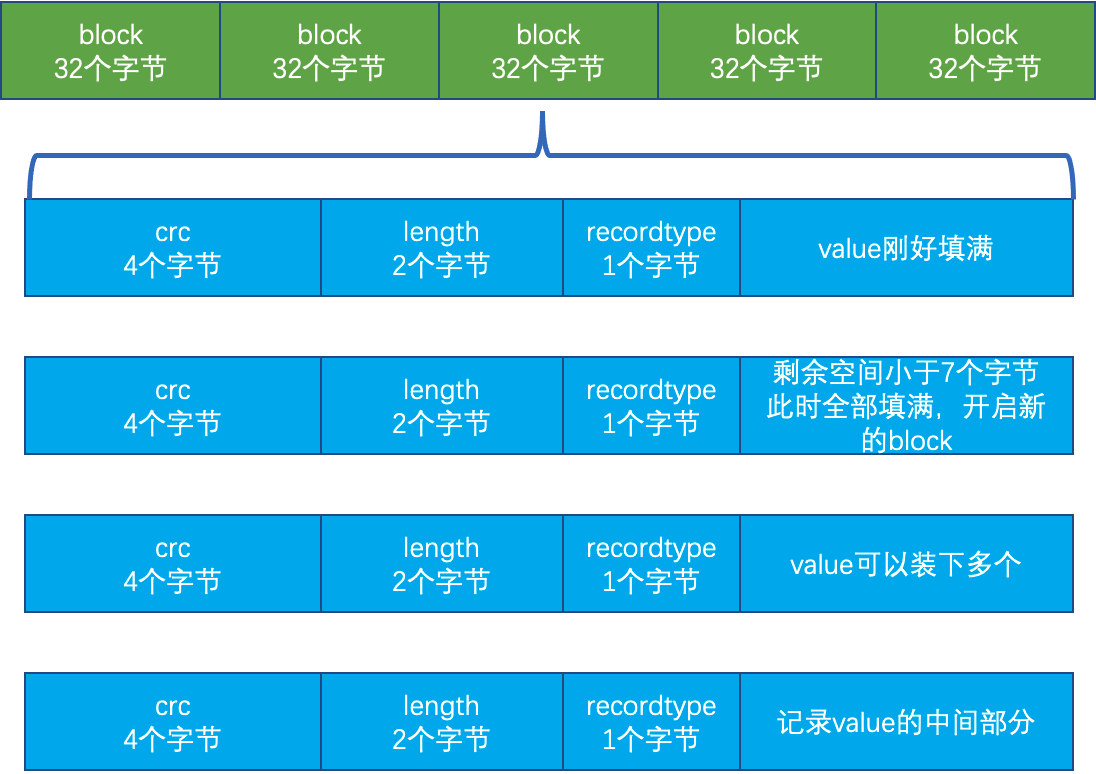 block
32个字节
block
32个字节
block
32个字节
block
32个字节
block
32个字节
crc
4个字节
length
2个字节
recordtype
1个字节
value刚好填满
crc
4个字节
length
2个字节
recordtype
1个字节
剩余空间小于7个字节
此时全部填满，开启新
的block
crc
4个字节
length
2个字节
recordtype
1个字节
value可以装下多个
crc
4个字节
length
2个字节
recordtype
1个字节
记录value的中间部分